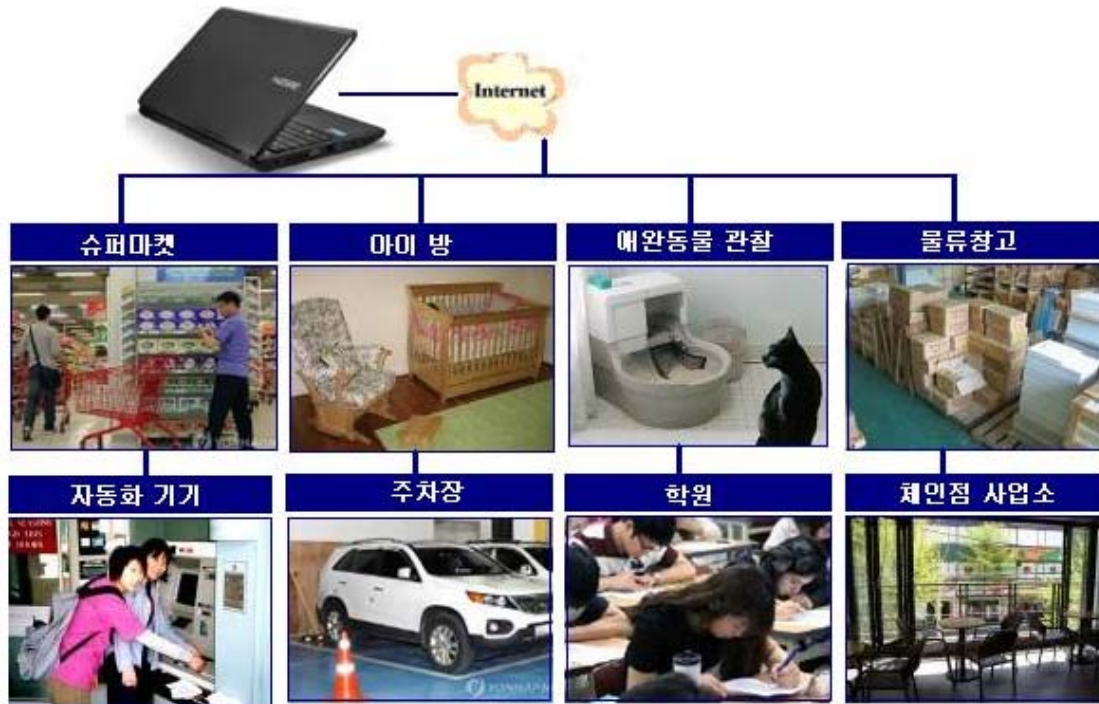 Internet
슈퍼마켓
아이 방
애완동물 관찰
물류창고
자동화 기기
주차장
학원
체인점 사업소